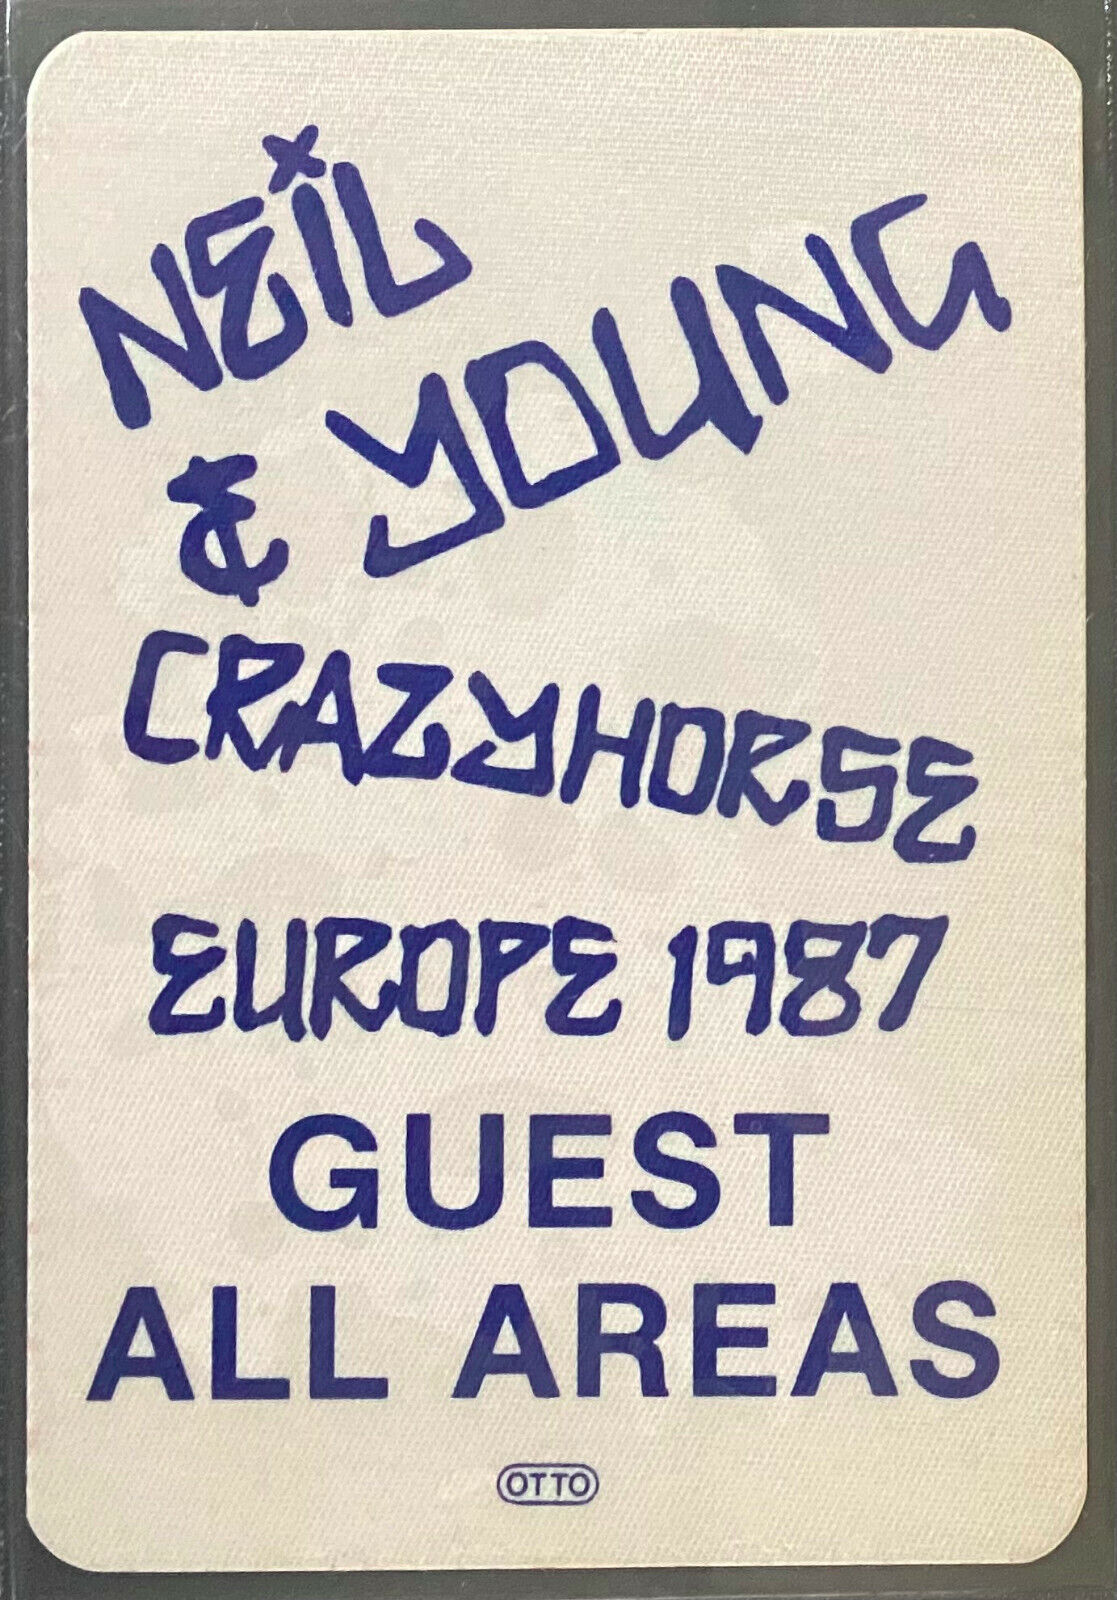 NEIL
YOUNG
&
CRAZYHORSE
EUROPE 1987
GUEST
ALL AREAS
OTTO